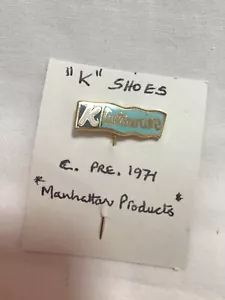 "K" SHOES
K
C. PRE. 1971
"Manhattan Products"